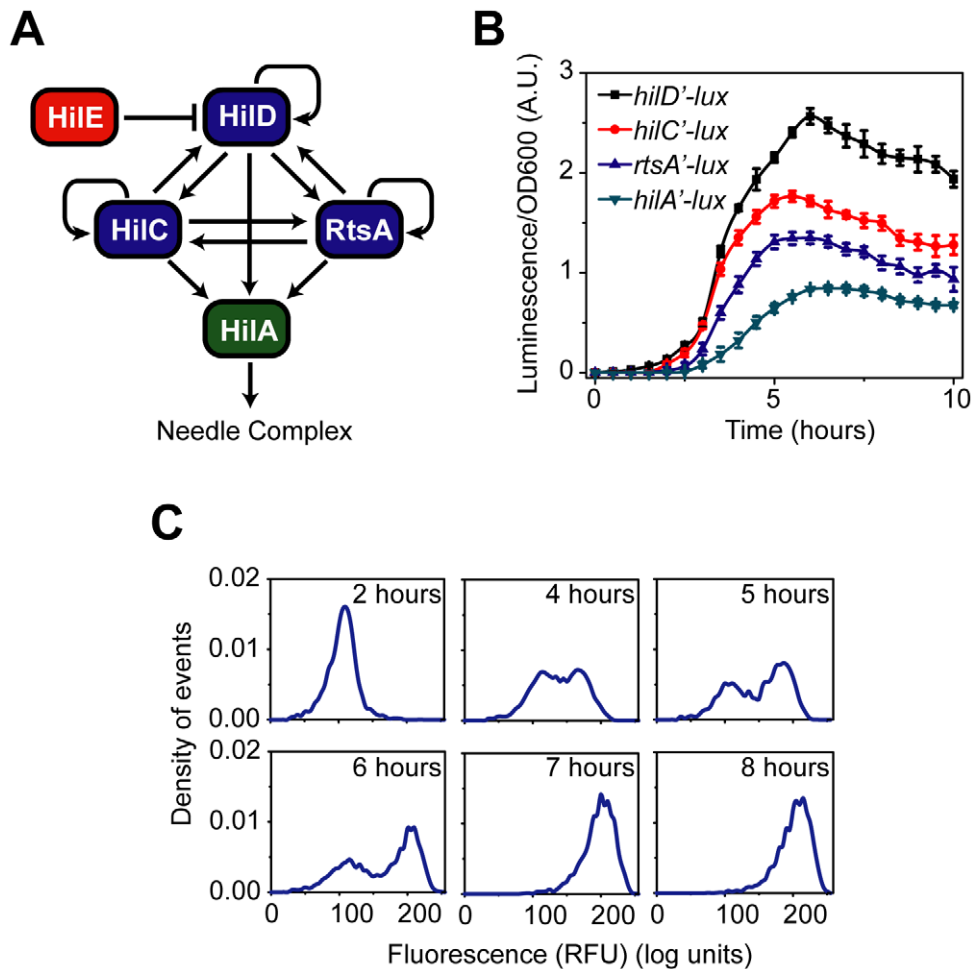 A
HilE
HilD
HilC
RtsA
HilA
Needle Complex
B
Luminescence/OD600 (A.U.)
3
2
1
0
hilD'-lux
hilC'-lux
rtsA'-lux
hilA'-lux
0 5 10
Time (hours)
C
Density of events
0.02
0.01
0.00
2 hours
4 hours
5 hours
0.02
0.01
0.00
6 hours
7 hours
8 hours
0 100 200 0 100 200 0 100 200
Fluorescence (RFU) (log units)